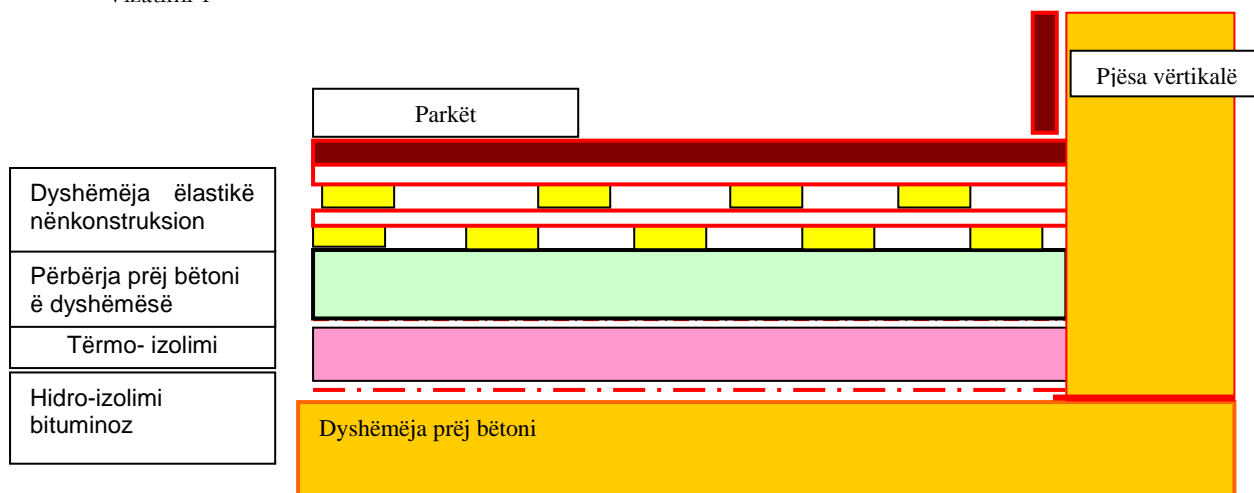 Parkët
Pjësa vërtikalë
Dyshëmëja ëlastikë
nënkonstruksion
Përbërja prëj bëtoni
ë dyshëmësë
Tërmo- izolimi
Hidro-izolimi
bituminoz
Dyshëmëja prëj bëtoni